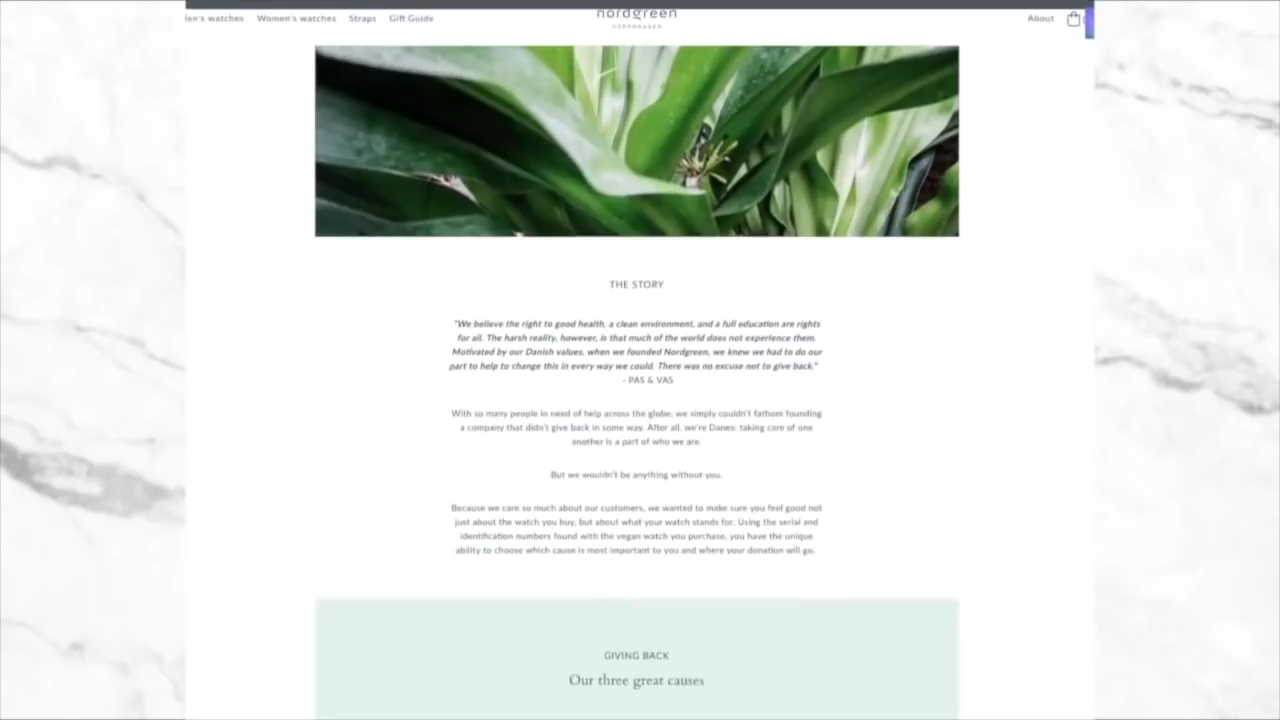 len's watches Women's watches Straps Gift Guide
nordgreen
COPENHAGEN
About
THE STORY
"We believe the right to good health, a clean environment, and a full education are rights
for all. The harsh reality, however, is that much of the world does not experience them.
Motivated by our Danish values, when we founded Nordgreen, we knew we had to do our
part to help to change this in every way we could. There was no excuse not to give back."
- PAS & VAS
With so many people in need of help across the globe, we simply couldn't fathom founding
a company that didn't give back in some way. After all, we're Danes: taking care of one
another is a part of who we are.
But we wouldn't be anything without you.
Because we care so much about our customers, we wanted to make sure you feel good not
just about the watch you buy, but about what your watch stands for. Using the serial and
identification numbers found with the vegan watch you purchase, you have the unique
ability to choose which cause is most important to you and where your donation will go.
GIVING BACK
Our three great causes